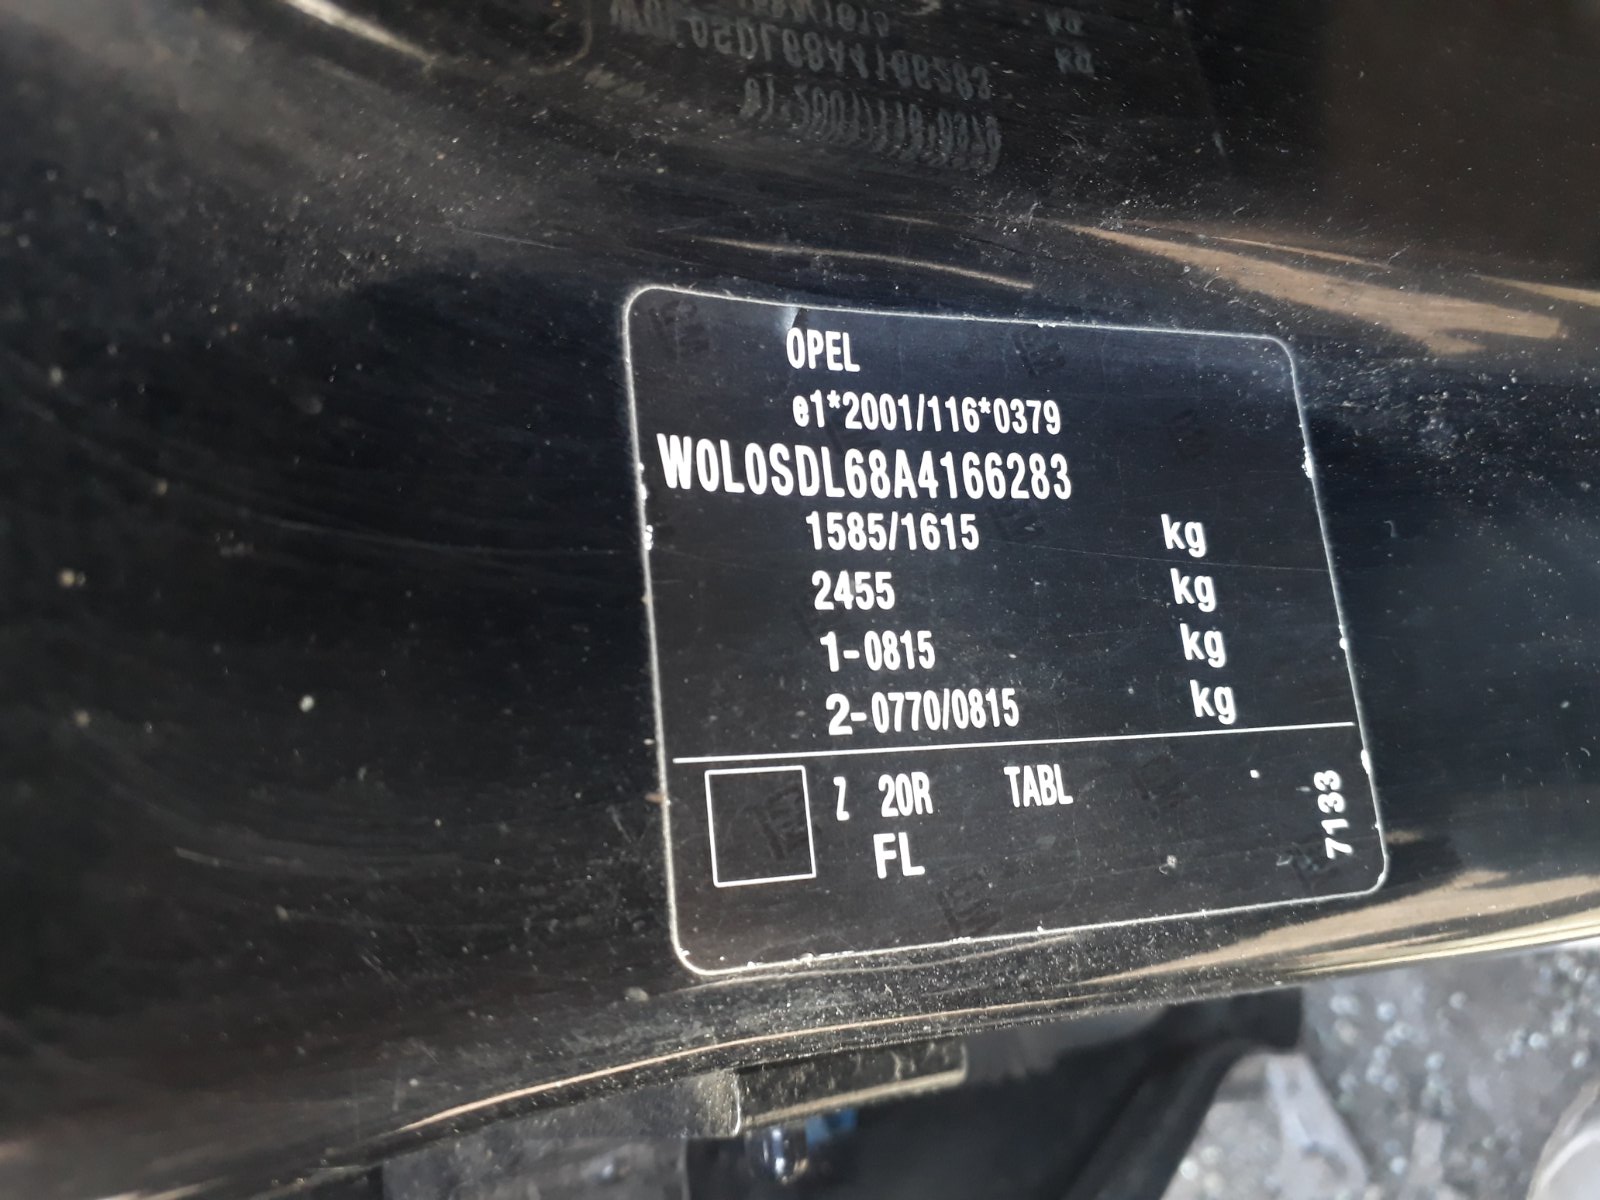 OPEL
e1*2001/116*0379
W0L0SDL68A4166283
1585/1615 kg
2455 kg
1-0815 kg
2-0770/0815 kg
Z 20R TABL
FL
7133